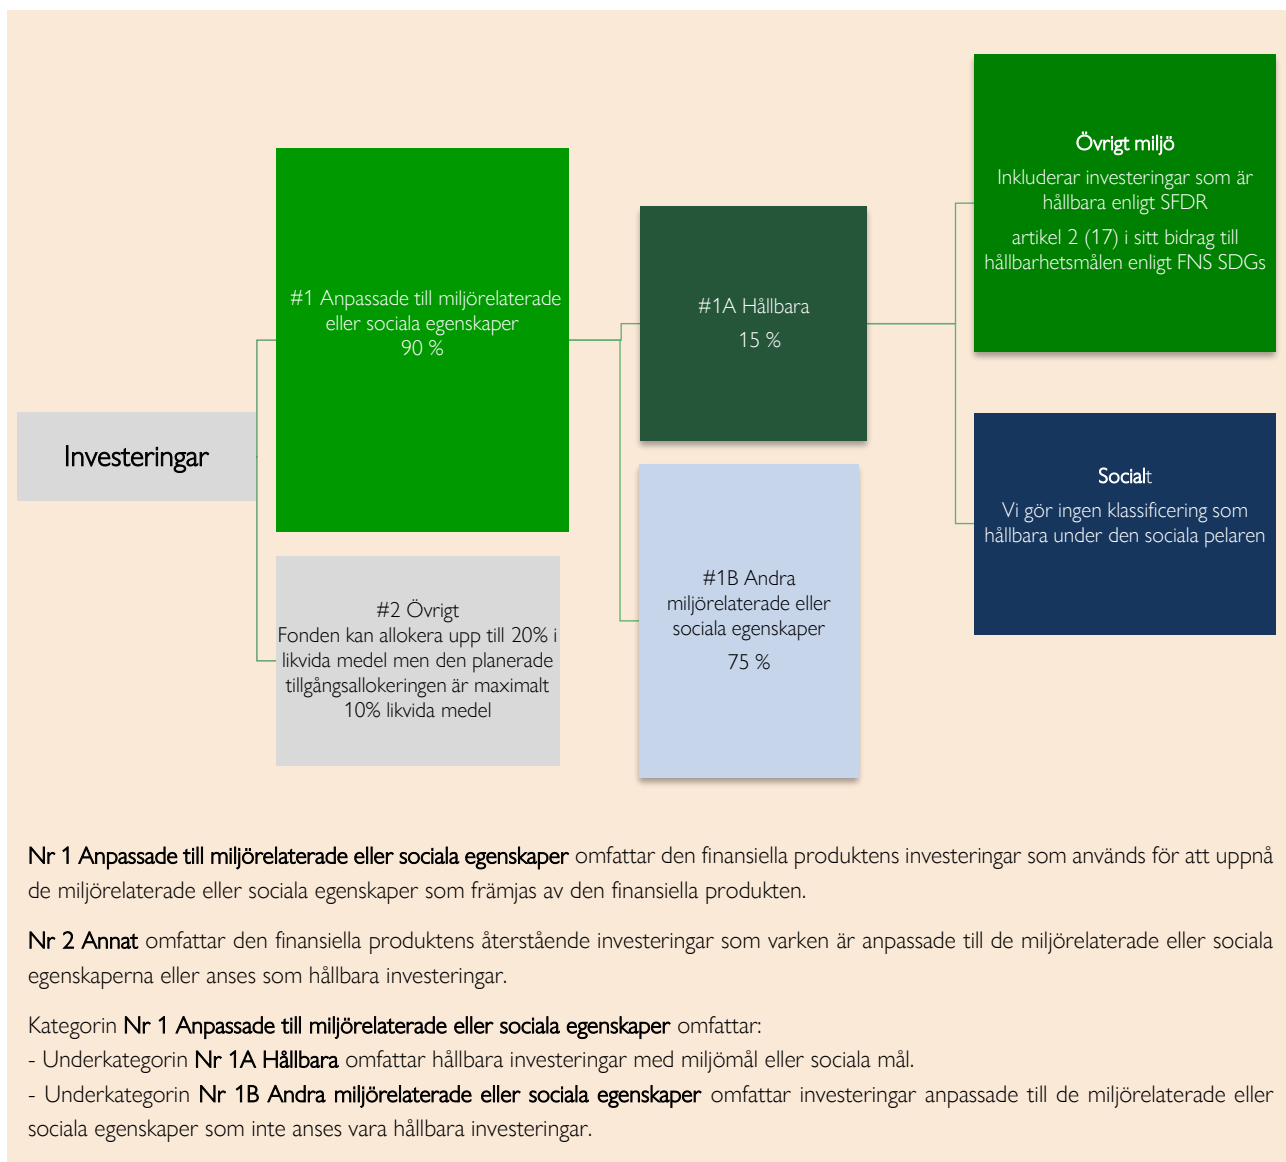 Investeringar
#1 Anpassade till miljörelaterade
eller sociala egenskaper
90 %
#2 Övrigt
Fonden kan allokera upp till 20% i
likvida medel men den planerade
tillgångsallokeringen är maximalt
10% likvida medel
#1A Hållbara
15 %
#1B Andra
miljörelaterade eller
sociala egenskaper
75 %
Övrigt miljö
Inkluderar investeringar som är
hållbara enligt SFDR
artikel 2 (17) i sitt bidrag till
hållbarhetsmålen enligt FNS SDGs
Socialt
Vi gör ingen klassificering som
hållbara under den sociala pelaren
Nr 1 Anpassade till miljörelaterade eller sociala egenskaper omfattar den finansiella produktens investeringar som används för att uppnå
de miljörelaterade eller sociala egenskaper som främjas av den finansiella produkten.
Nr 2 Annat omfattar den finansiella produktens återstående investeringar som varken är anpassade till de miljörelaterade eller sociala
egenskaperna eller anses som hållbara investeringar.
Kategorin Nr 1 Anpassade till miljörelaterade eller sociala egenskaper omfattar:
- Underkategorin Nr 1A Hållbara omfattar hållbara investeringar med miljömål eller sociala mål.
- Underkategorin Nr 1B Andra miljörelaterade eller sociala egenskaper omfattar investeringar anpassade till de miljörelaterade eller
sociala egenskaper som inte anses vara hållbara investeringar.